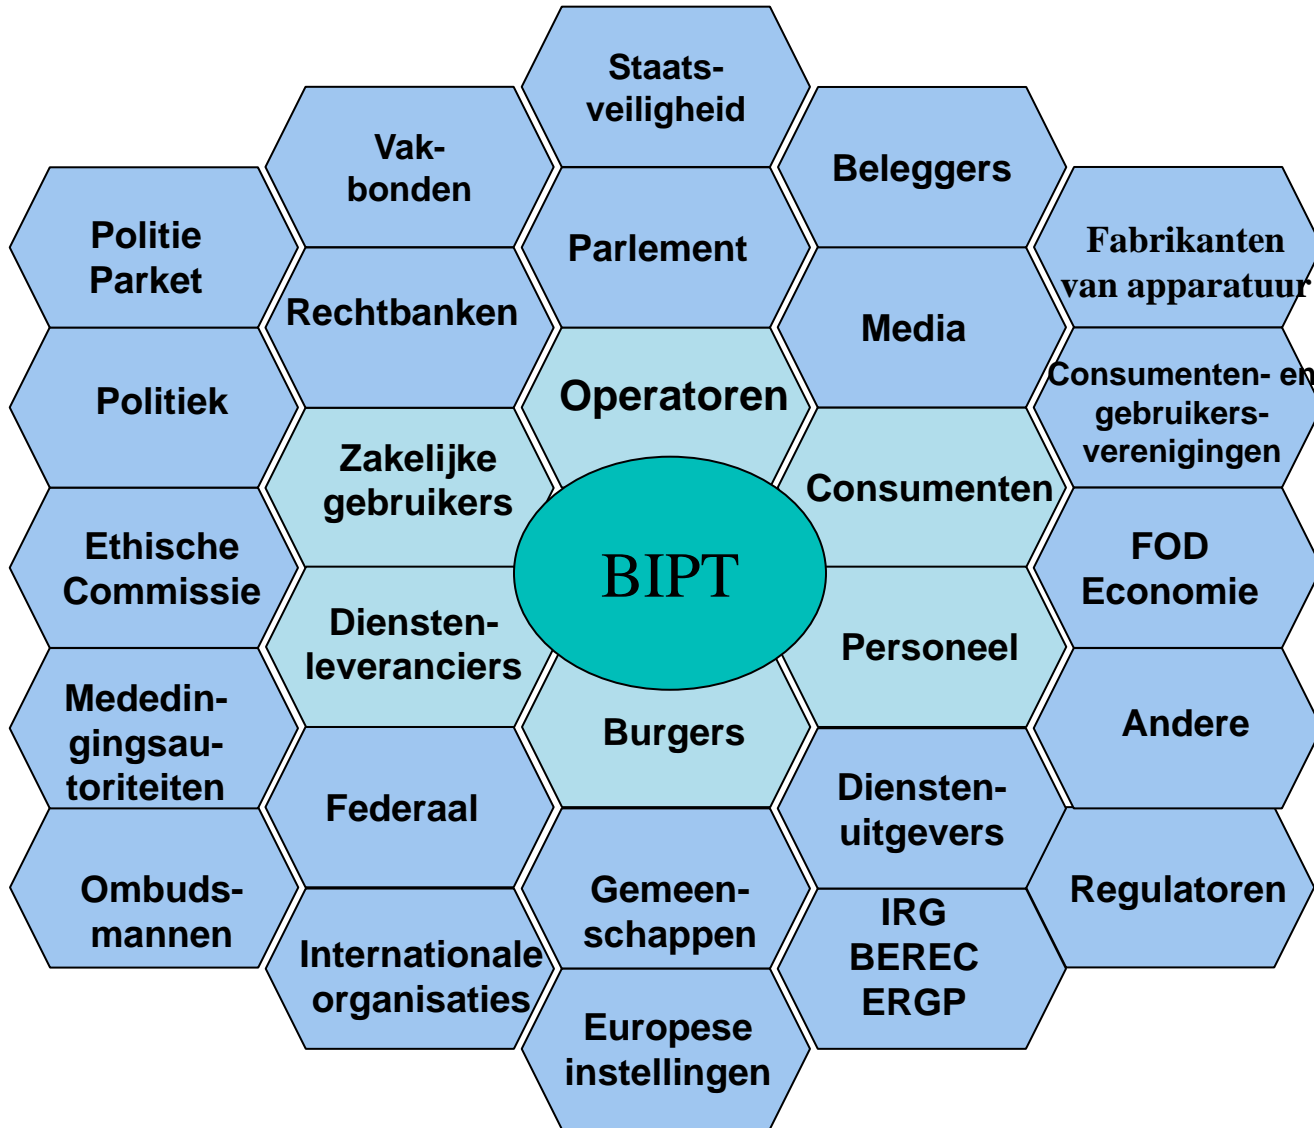 Staats-
veiligheid
Vak-
bonden
Beleggers
Politie
Parket
Parlement
Fabrikanten
van apparatuur
Rechtbanken
Media
Politiek
Operatoren
Consumenten- en
gebruikers-
verenigingen
Zakelijke
gebruikers
Consumenten
Ethische
Commissie
BIPT
FOD
Economie
Diensten-
leveranciers
Personeel
Mededin-
gingsau-
toriteiten
Burgers
Andere
Federaal
Diensten-
uitgevers
Ombuds-
mannen
Gemeen-
schappen
Regulatoren
Internationale
organisaties
IRG
BEREC
ERGP
Europese
instellingen